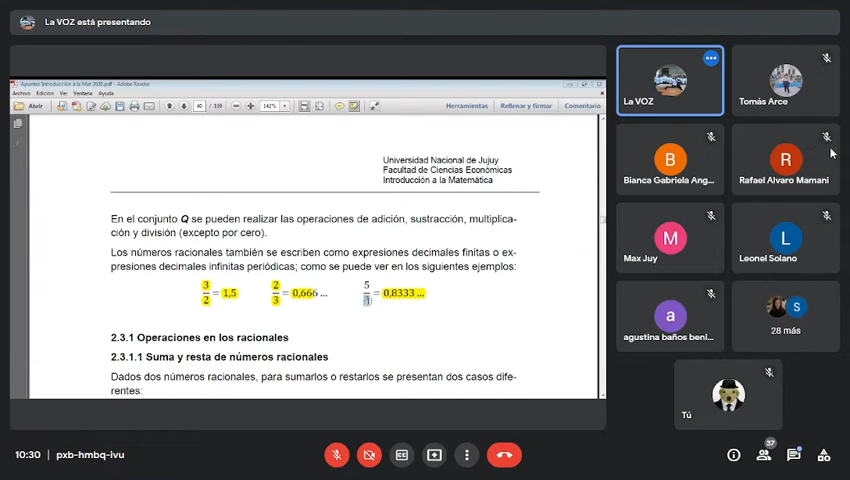 La VOZ está presentando
Apuntes Introducción a la Mat 2020.pdf - Adobe Reader
Archivo Edición Ver Ventana Ayuda
Abrir
40 / 119
142%
Herramientas
Rellenar y firmar
Comentario
Universidad Nacional de Jujuy
Facultad de Ciencias Económicas
Introducción a la Matemática
En el conjunto Q se pueden realizar las operaciones de adición, sustracción, multiplica-
ción y división (excepto por cero).
Los números racionales también se escriben como expresiones decimales finitas o ex-
presiones decimales infinitas periódicas; como se puede ver en los siguientes ejemplos:
3/2 = 1,5 2/3 = 0,666 ... 5/ = 0,8333 ...
2.3.1 Operaciones en los racionales
2.3.1.1 Suma y resta de números racionales
Dados dos números racionales, para sumarlos o restarlos se presentan dos casos dife-
rentes:
La VOZ
Tomás Arce
B
Bianca Gabriela Ang...
R
Rafael Alvaro Mamani
M
Max Juy
L
Leonel Solano
a
agustina baños beni...
S
28 más
Tú
10:30
pxb-hmbq-ivu
CC
37